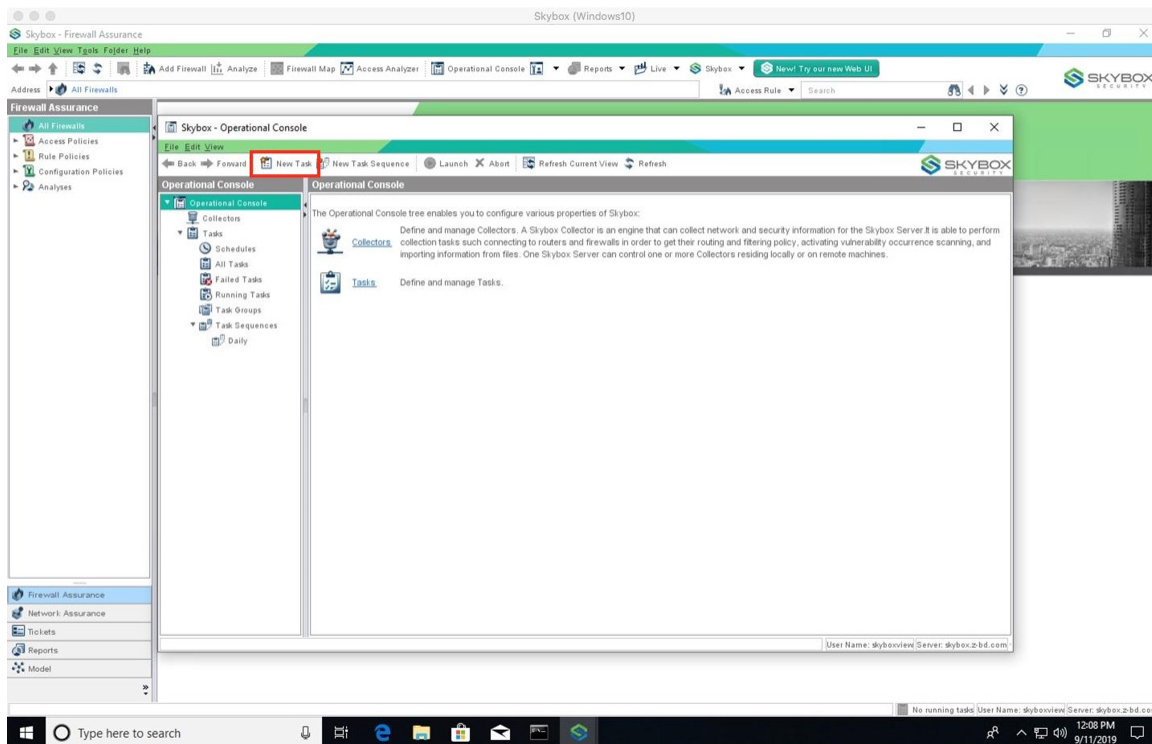 Skybox (Windows10)
Skybox - Firewall Assurance
File Edit View Tools Folder Help
Add Firewall Analyze Firewall Map Access Analyzer Operational Console Reports Live Skybox New! Try our new Web UI
SKYBOX
SECURITY
Address All Firewalls Access Rule Search
Firewall Assurance
All Firewalls
Access Policies
Rule Policies
Configuration Policies
Analyses
Skybox - Operational Console
File Edit View
Back Forward New Task New Task Sequence Launch Abort Refresh Current View Refresh
SKYBOX
SECURITY
Operational Console
Operational Console
Collectors
Tasks
Schedules
All Tasks
Failed Tasks
Running Tasks
Task Groups
Task Sequences
Daily
Operational Console
The Operational Console tree enables you to configure various properties of Skybox:
Collectors
Define and manage Collectors. A Skybox Collector is an engine that can collect network and security information for the Skybox Server.It is able to perform
collection tasks such connecting to routers and firewalls in order to get their routing and filtering policy, activating vulnerability occurrence scanning, and
importing information from files. One Skybox Server can control one or more Collectors residing locally or on remote machines.
Tasks Define and manage Tasks.
User Name: skyboxview Server: skybox.z-bd.com
Firewall Assurance
Network Assurance
Tickets
Reports
Model
No running tasks User Name: skyboxview Server: skybox.z-bd.co
Type here to search
12:08 PM
9/11/2019